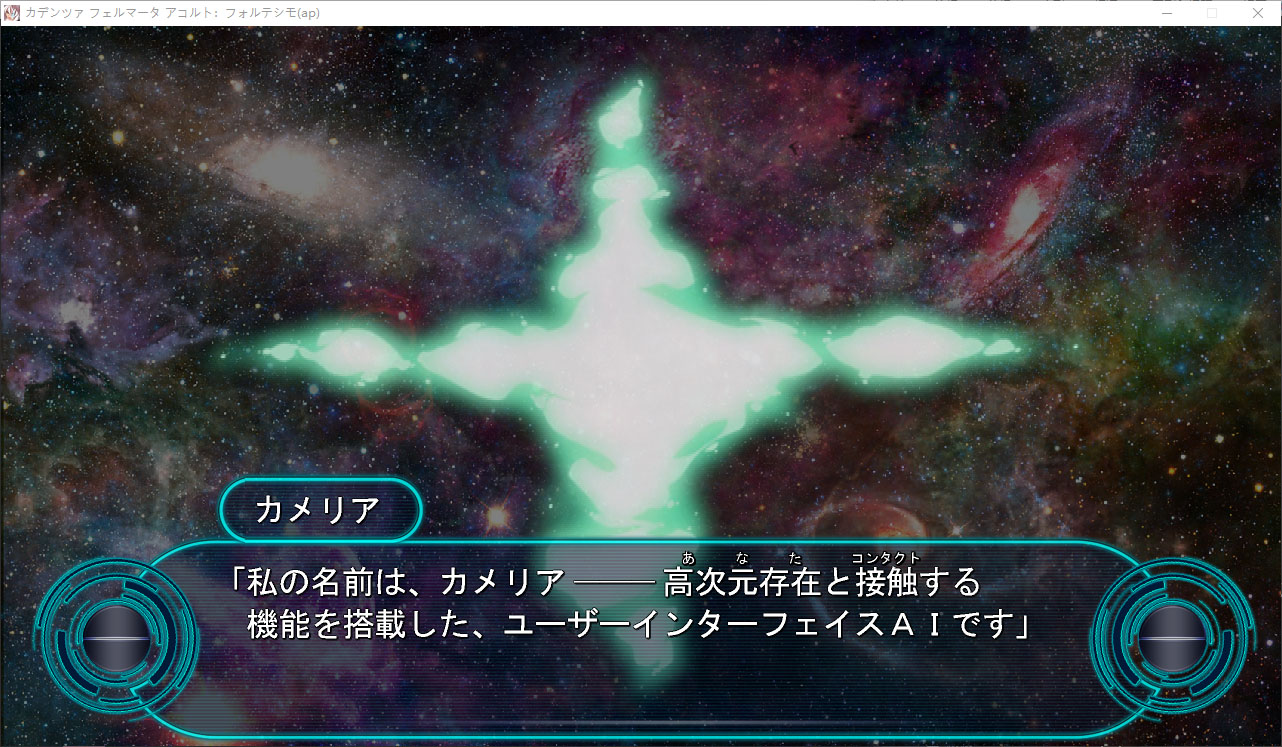 カデンツァ フェルマータ アコルト: フォルテシモ(ap)
カメリア
あなた コンタクト
「私の名前は、カメリア――高次元存在と接触する
機能を搭載した、ユーザーインターフェイスＡＩです」